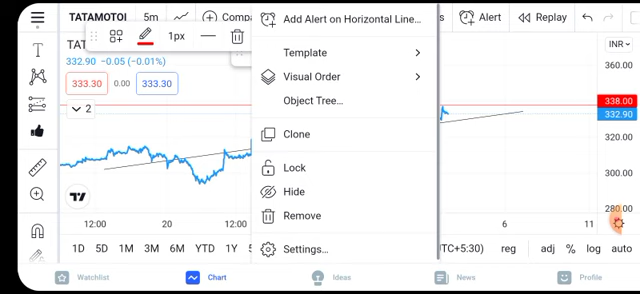 TATAMOTOI 5m Compa
Add Alert on Horizontal Line...
s Alert Replay
TAT
1px
332.90 −0.05 (−0.01%)
333.30 0.00 333.30
2
Template
Visual Order
Object Tree...
Clone
Lock
Hide
Remove
Settings...
INR
360.00
338.00
332.90
320.00
300.00
280.00
12:00 20 12:00 6 11
1D 5D 1M 3M 6M YTD 1Y 5
UTC+5:30) reg adj % log auto
Watchlist Chart Ideas News Profile